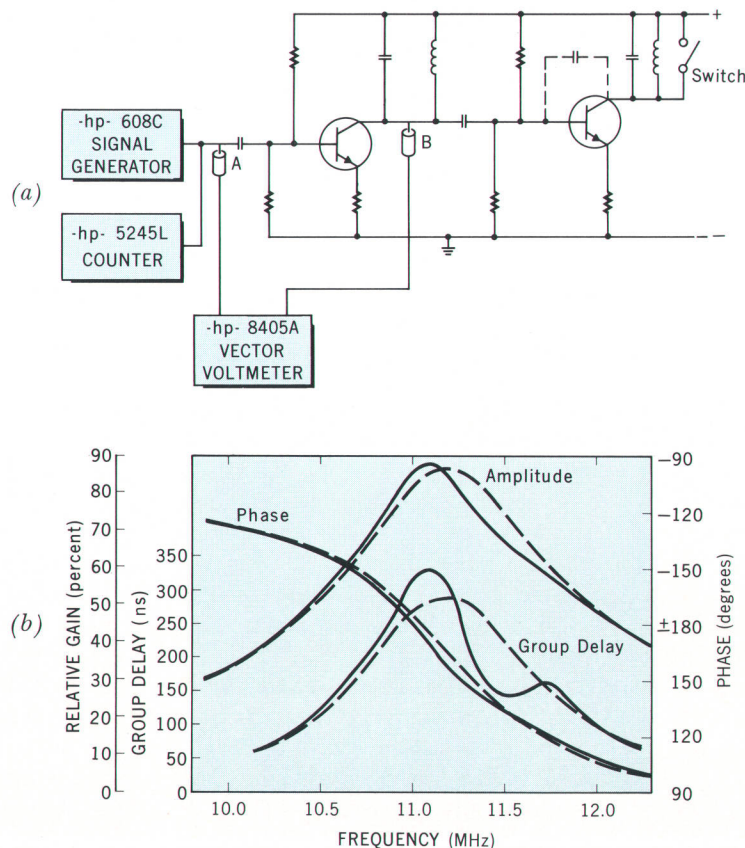 (a)
-hp- 608C
SIGNAL
GENERATOR
-hp- 5245L
COUNTER
-hp- 8405A
VECTOR
VOLTMETER
A
B
+
Switch
−
(b)
RELATIVE GAIN (percent)
90
80
70
60
50
40
30
20
10
0
GROUP DELAY (ns)
350
300
250
200
150
100
50
0
Phase
Amplitude
Group Delay
−90
−120
−150
±180
150
120
90
PHASE (degrees)
10.0 10.5 11.0 11.5 12.0
FREQUENCY (MHz)